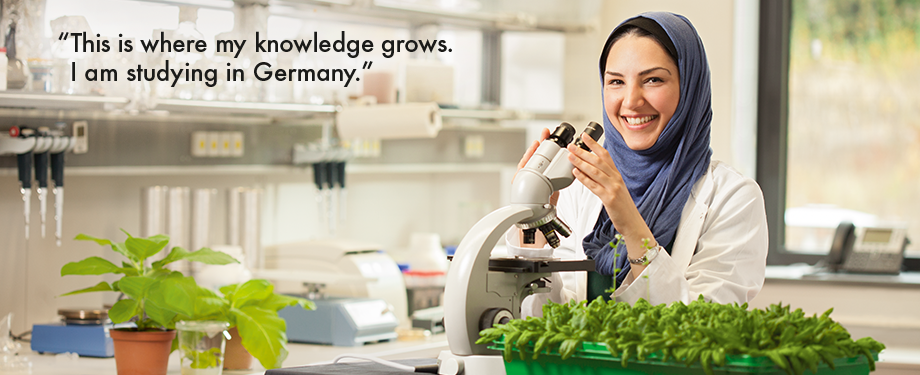 “This is where my knowledge grows.
I am studying in Germany.”